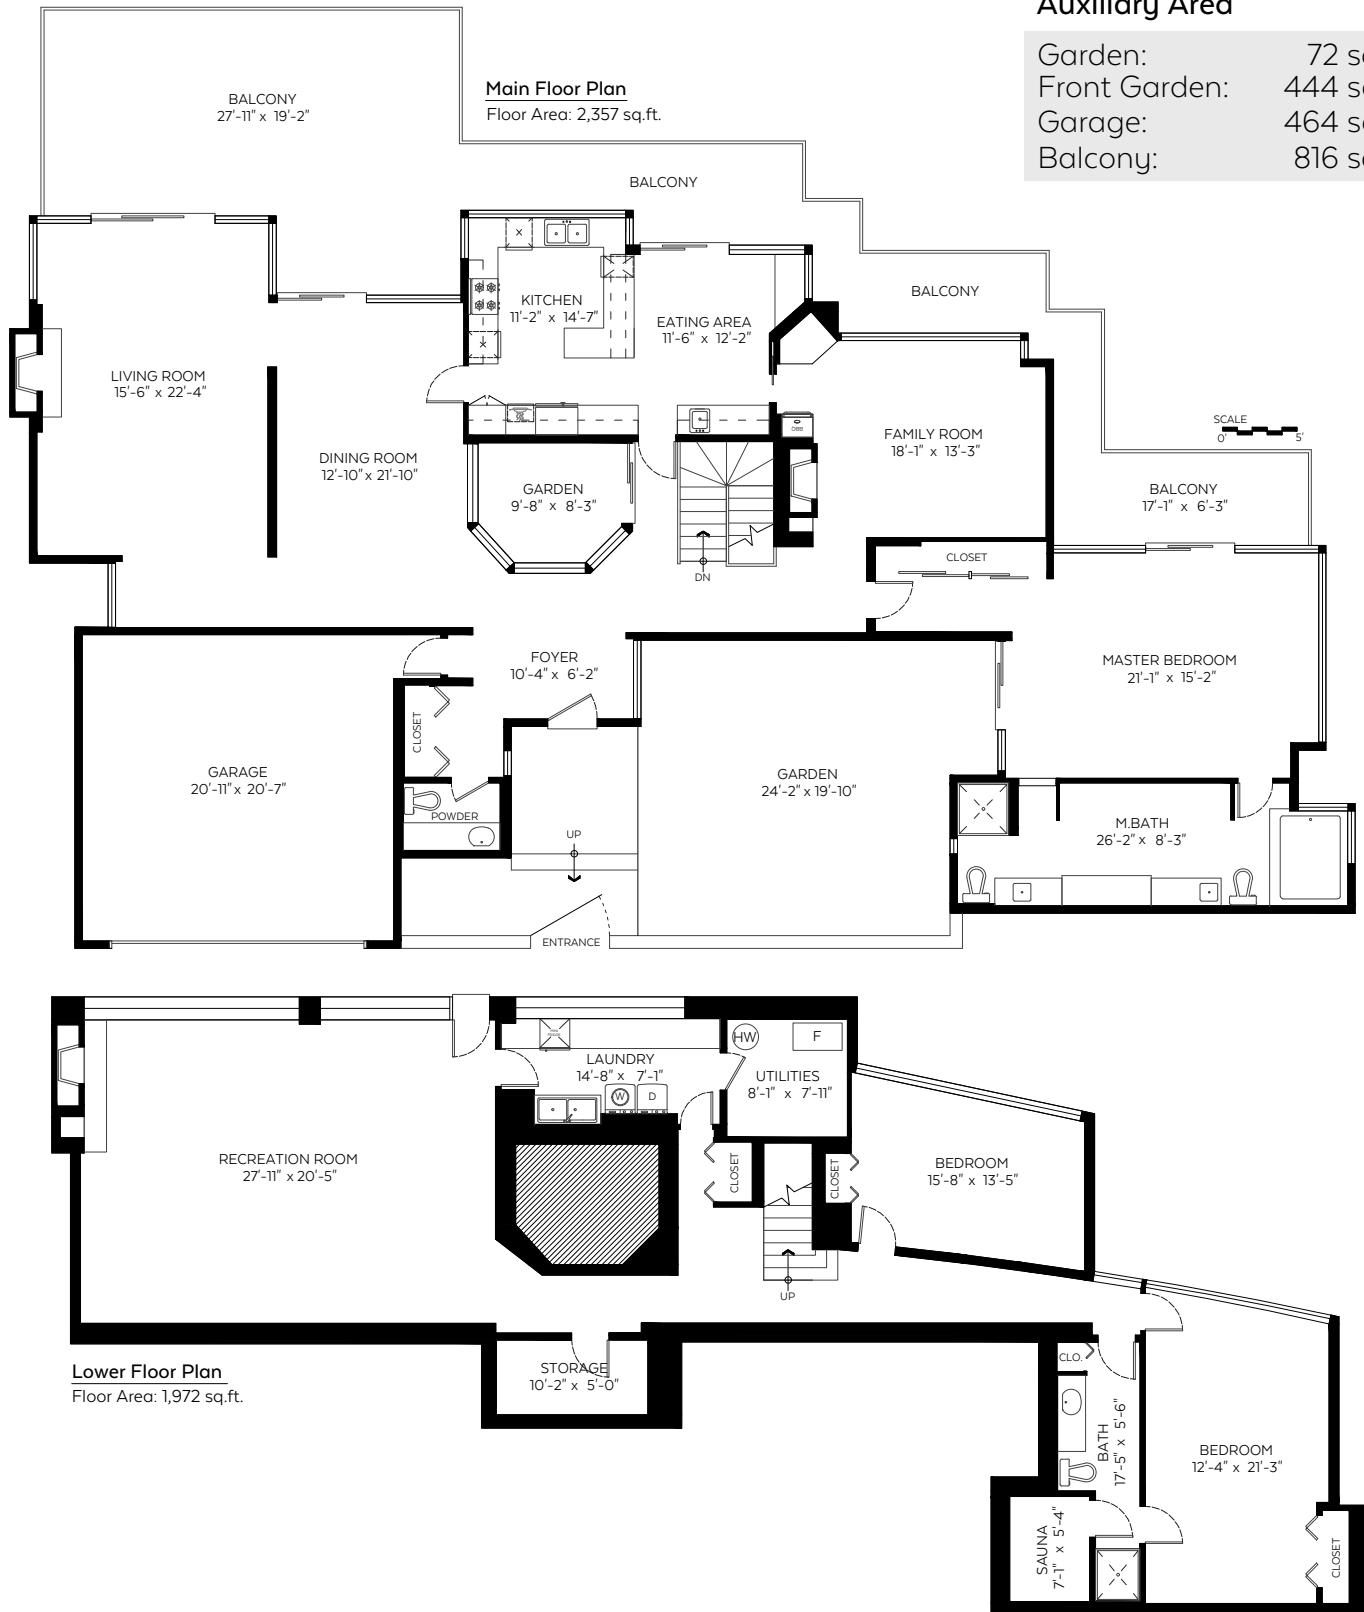 Auxiliary Area
Garden: 72
Front Garden: 444
Garage: 464
Balcony: 816
Main Floor Plan
Floor Area: 2,357 sq.ft.
BALCONY
27'-11" x 19'-2"
BALCONY
BALCONY
KITCHEN
11'-2" x 14'-7"
EATING AREA
11'-6" x 12'-2"
LIVING ROOM
15'-6" x 22'-4"
DINING ROOM
12'-10" x 21'-10"
FAMILY ROOM
18'-1" x 13'-3"
SCALE
0' 5'
GARDEN
9'-8" x 8'-3"
BALCONY
17'-1" x 6'-3"
DN
CLOSET
FOYER
10'-4" x 6'-2"
MASTER BEDROOM
21'-1" x 15'-2"
CLOSET
GARAGE
20'-11" x 20'-7"
GARDEN
24'-2" x 19'-10"
POWDER
UP
M.BATH
26'-2" x 8'-3"
ENTRANCE
LAUNDRY
14'-8" x 7'-1"
HW
F
UTILITIES
8'-1" x 7'-11"
W
D
RECREATION ROOM
27'-11" x 20'-5"
CLOSET
CLOSET
BEDROOM
15'-8" x 13'-5"
UP
Lower Floor Plan
Floor Area: 1,972 sq.ft.
STORAGE
10'-2" x 5'-0"
CLO.
BATH
17'-5" x 5'-6"
BEDROOM
12'-4" x 21'-3"
SAUNA
7'-1" x 5'-4"
CLOSET